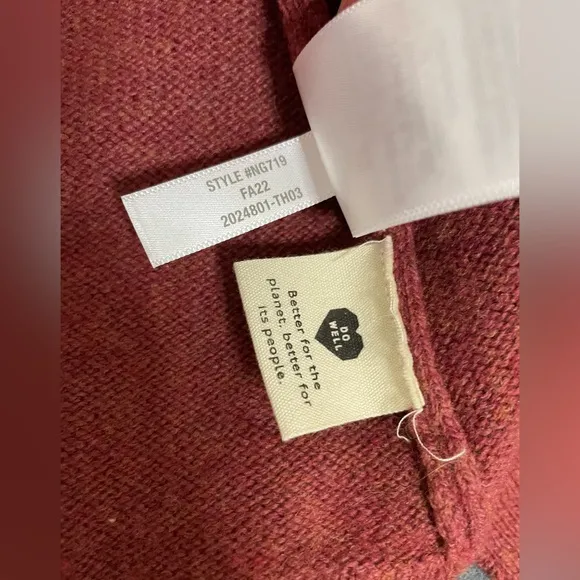 STYLE #NG719
FA22
2024801-TH03
DO
WELL
Better for the
planet, better for
its people.